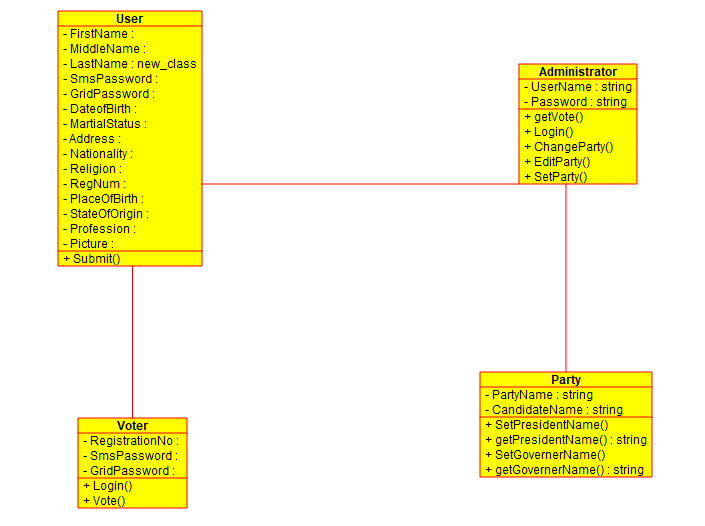 User
- FirstName :
- MiddleName :
- LastName : new_class
- SmsPassword :
- GridPassword :
- DateofBirth :
- MartialStatus :
- Address :
- Nationality :
- Religion :
- RegNum :
- PlaceOfBirth :
- StateOfOrigin :
- Profession :
- Picture :
+ Submit()
Administrator
- UserName : string
- Password : string
+ getVote()
+ Login()
+ ChangeParty()
+ EditParty()
+ SetParty()
Voter
- RegistrationNo :
- SmsPassword :
- GridPassword :
+ Login()
+ Vote()
Party
- PartyName : string
- CandidateName : string
+ SetPresidentName()
+ getPresidentName() : string
+ SetGovernerName()
+ getGovernerName() : string